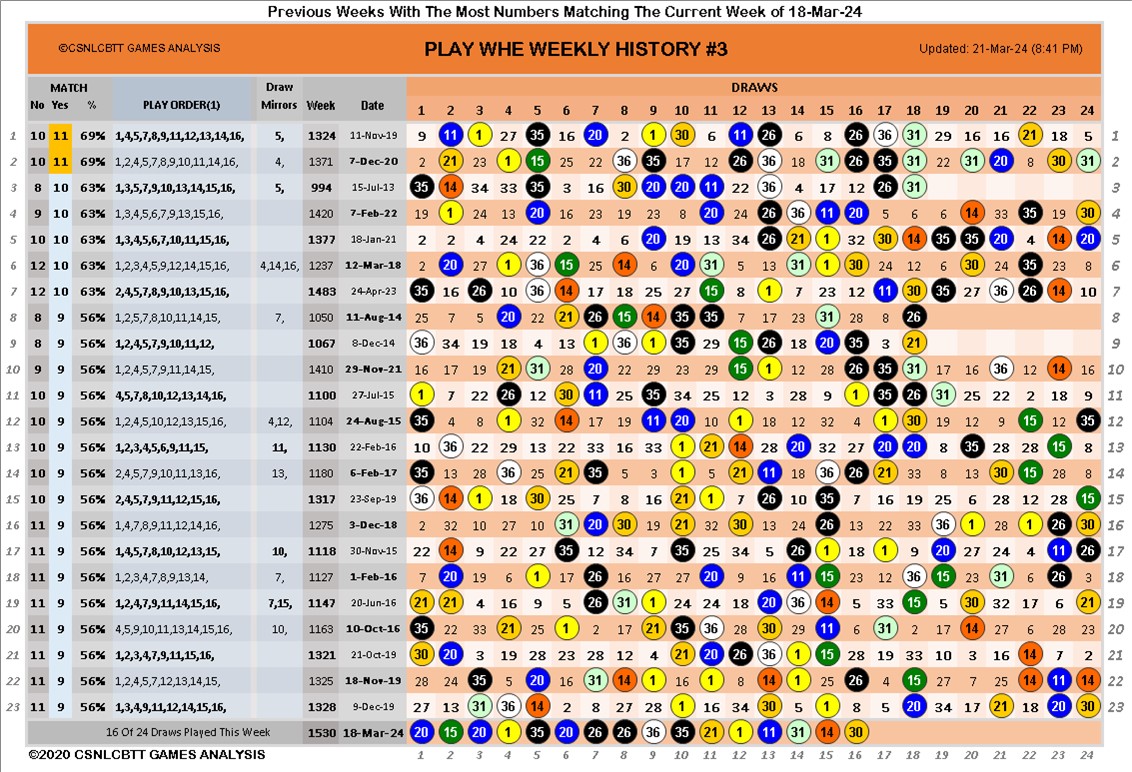 Previous Weeks With The Most Numbers Matching The Current Week of 18-Mar-24
©CSNLCBTT GAMES ANALYSIS PLAY WHE WEEKLY HISTORY #3 Updated: 21-Mar-24 (8:41 PM)
MATCH Draw DRAWS
No Yes % PLAY ORDER(1) Mirrors Week Date 1 2 3 4 5 6 7 8 9 10 11 12 13 14 15 16 17 18 19 20 21 22 23 24
1 10 11 69% 1,4,5,7,8,9,11,12,13,14,16, 5, 1324 11-Nov-19 9 11 1 27 35 16 20 2 9 30 6 11 26 6 8 26 36 31 29 16 16 21 18 5 1
2 10 11 69% 1,2,4,5,7,8,9,10,11,14,16, 4, 1371 7-Dec-20 2 21 23 4 15 25 22 36 35 17 12 26 36 18 31 26 35 31 22 31 20 8 30 31 2
3 8 10 63% 1,3,5,7,9,10,13,14,15,16, 5, 994 15-Jul-13 35 14 34 33 35 3 16 30 20 20 11 22 36 4 17 12 26 31 3
4 9 10 63% 1,3,4,5,6,7,9,13,15,16, 1420 7-Feb-22 19 1 24 13 20 16 23 19 23 8 11 24 26 36 11 20 5 6 6 14 33 35 19 30 4
5 10 10 63% 1,3,4,5,6,7,10,11,15,16, 1377 18-Jan-21 2 2 4 24 22 2 4 6 20 19 13 34 26 21 1 32 30 14 35 35 20 4 14 20 5
6 12 10 63% 1,2,3,4,5,9,12,14,15,16, 4,14,16, 1237 12-Mar-18 2 20 27 1 36 15 25 14 6 20 31 5 13 31 1 30 24 12 6 30 24 35 23 8 6
7 12 10 63% 2,4,5,7,8,9,10,13,15,16, 1483 24-Apr-23 35 16 26 10 36 14 17 18 25 27 15 8 1 7 23 12 11 30 35 27 36 26 14 10 7
8 8 9 56% 1,2,5,7,8,10,11,14,15, 7, 1050 11-Aug-14 25 7 5 20 22 21 26 15 14 35 35 7 17 23 31 28 8 26 8
9 8 9 56% 1,2,4,5,7,9,10,11,12, 1067 8-Dec-14 36 34 19 18 4 13 1 36 1 35 29 15 26 18 20 35 3 21 9
10 9 9 56% 1,2,4,5,7,9,11,14,15, 1410 29-Nov-21 16 17 19 21 31 28 20 22 29 23 29 15 1 12 28 26 35 31 17 16 36 12 14 16 10
11 10 9 56% 4,5,7,8,10,12,13,14,16, 1100 27-Jul-15 1 7 22 26 12 30 11 25 35 34 25 12 3 28 9 1 35 26 31 25 22 2 18 9 11
12 10 9 56% 1,2,4,5,10,12,13,15,16, 4,12, 1104 24-Aug-15 35 4 8 1 32 14 17 32 11 20 12 1 18 12 32 4 1 30 19 12 9 15 12 35 12
13 10 9 56% 1,2,3,4,5,6,9,11,15, 11, 1130 22-Feb-16 10 36 22 29 13 22 33 16 33 1 21 14 28 20 13 27 20 20 8 35 28 28 15 8 13
14 10 9 56% 2,4,5,7,9,10,11,13,16, 13, 1180 6-Feb-17 35 13 28 36 25 21 35 5 3 1 12 21 11 18 36 26 21 33 8 13 30 15 28 8 14
15 10 9 56% 2,4,5,7,9,11,12,15,16, 1317 23-Sep-19 36 14 1 18 30 25 7 8 16 21 1 7 26 10 35 7 16 19 25 6 28 12 28 15 15
16 11 9 56% 1,4,7,8,9,11,12,14,16, 1275 3-Dec-18 2 32 10 27 10 31 20 30 29 21 32 30 13 24 26 13 22 33 36 1 22 1 26 30 16
17 11 9 56% 1,4,5,7,8,10,12,13,15, 10, 1118 30-Nov-15 22 14 9 22 27 35 12 34 7 35 25 34 5 26 1 18 1 9 20 27 24 23 11 26 17
18 11 9 56% 1,2,3,4,7,8,9,13,14, 7, 1127 1-Feb-16 7 20 19 6 1 17 26 16 27 27 11 9 16 11 15 23 12 36 15 23 31 6 26 3 18
19 11 9 56% 1,2,4,7,9,11,14,15,16, 7,15, 1147 20-Jun-16 21 21 4 16 9 5 26 31 1 24 24 18 20 36 14 5 33 15 5 30 32 17 6 21 19
20 11 9 56% 4,5,9,10,11,13,14,15,16, 10, 1163 10-Oct-16 35 22 33 21 25 1 2 17 21 35 36 28 30 29 11 6 31 2 17 14 27 6 28 23 20
21 11 9 56% 1,2,3,4,7,9,11,15,16, 1321 21-Oct-19 30 20 3 19 28 23 28 12 4 21 20 26 36 1 15 28 19 33 10 3 16 14 7 2 21
22 11 9 56% 1,4,5,7,12,13,14,15, 1325 18-Nov-19 28 24 35 5 20 16 31 14 1 16 1 8 14 1 25 26 4 15 27 7 25 14 11 14 22
23 11 9 56% 1,3,4,9,11,12,14,15,16, 1328 9-Dec-19 27 13 31 36 14 2 8 27 28 1 16 34 30 5 1 8 5 20 34 17 21 18 20 30 23
16 Of 24 Draws Played This Week 1530 18-Mar-24 20 15 20 1 35 20 26 26 36 35 21 1 11 31 14 30
©2020 CSNLCBTT GAMES ANALYSIS 1 2 3 4 5 6 7 8 9 10 11 12 13 14 15 16 17 18 19 20 21 22 23 24